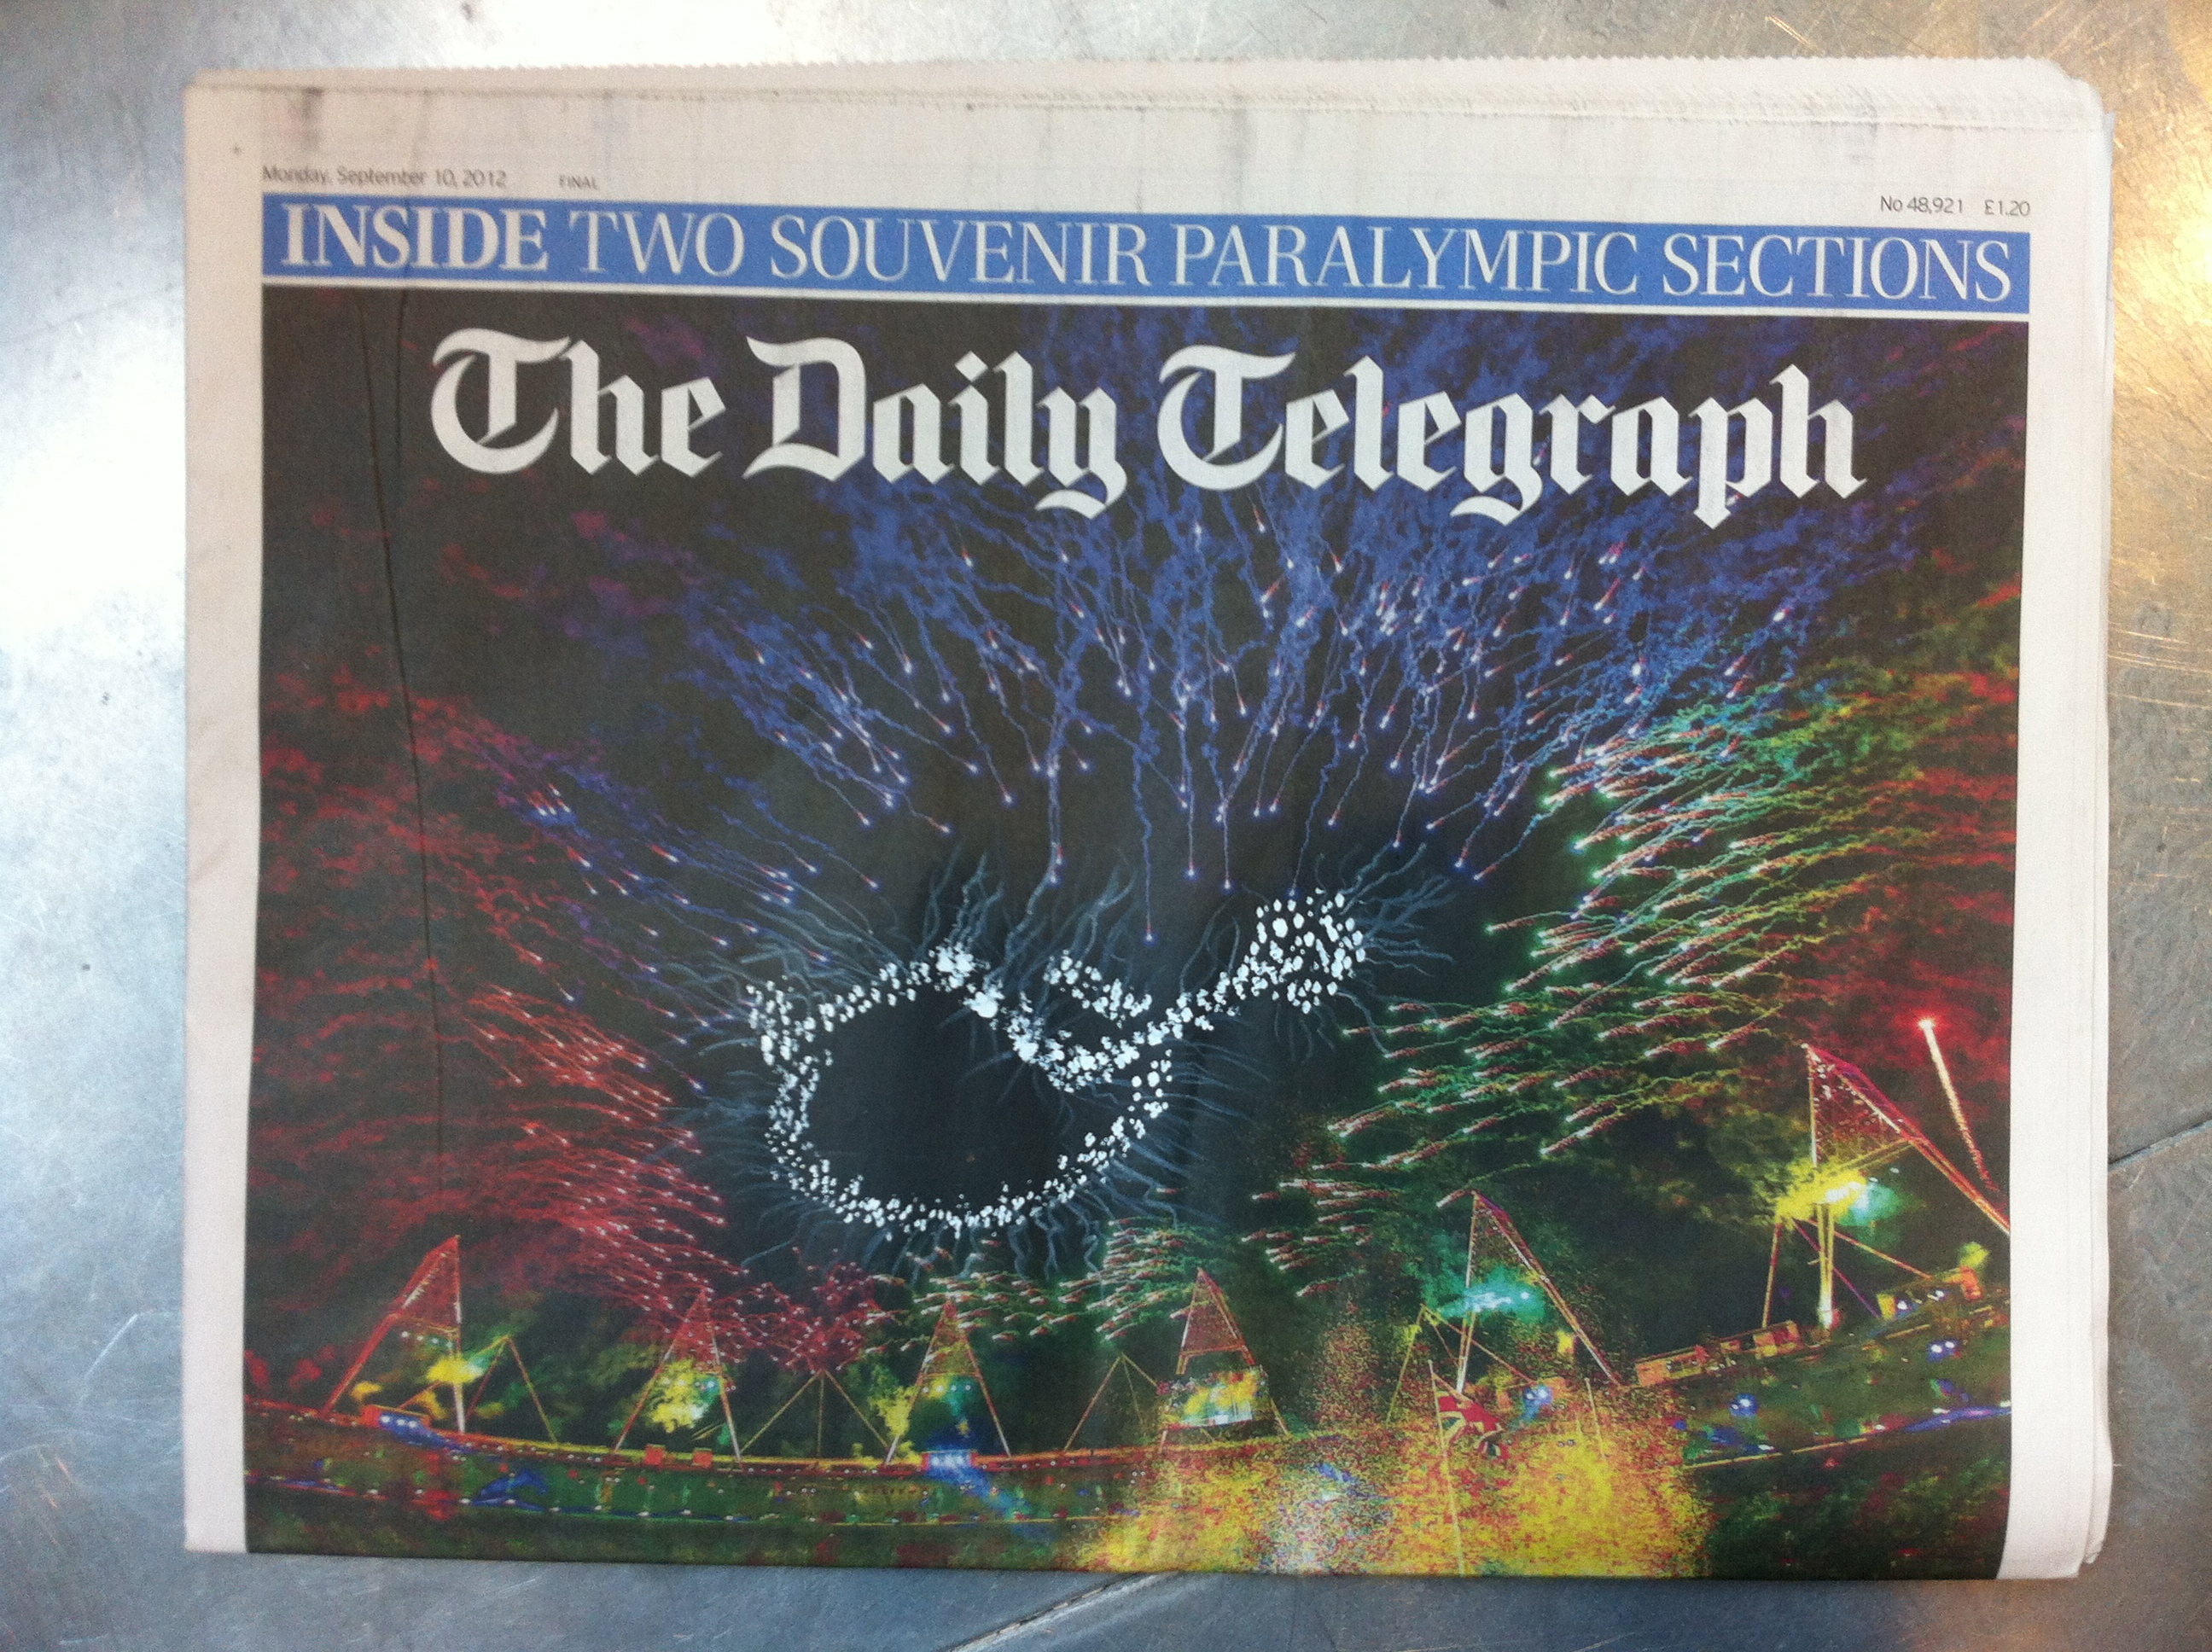 Monday, September 10, 2012 FINAL
No 48,921 £1.20
INSIDE TWO SOUVENIR PARALYMPIC SECTIONS
The Daily Telegraph